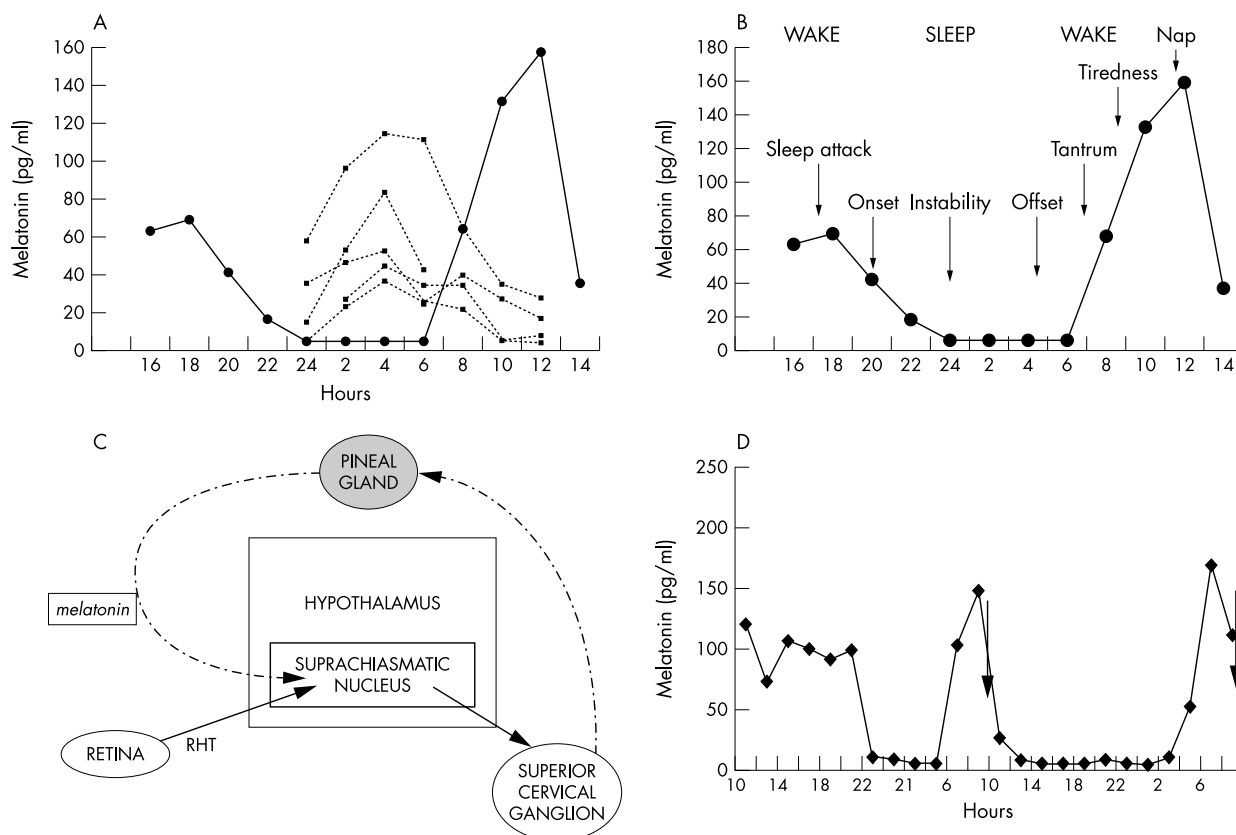 A
160
140
120
100
80
60
40
20
0
Melatonin (pg/ml)
16 18 20 22 24 2 4 6 8 10 12 14
Hours
B
WAKE SLEEP WAKE Nap
Tiredness
Tantrum
Sleep attack
Onset Instability Offset
180
160
140
120
100
80
60
40
20
0
Melatonin (pg/ml)
16 18 20 22 24 2 4 6 8 10 12 14
C
PINEAL
GLAND
melatonin
HYPOTHALAMUS
SUPRACHIASMATIC
NUCLEUS
RETINA
RHT
SUPERIOR
CERVICAL
GANGLION
D
250
200
150
100
50
0
Melatonin (pg/ml)
10 18 22 21 6 10 14 18 22 2 6
Hours